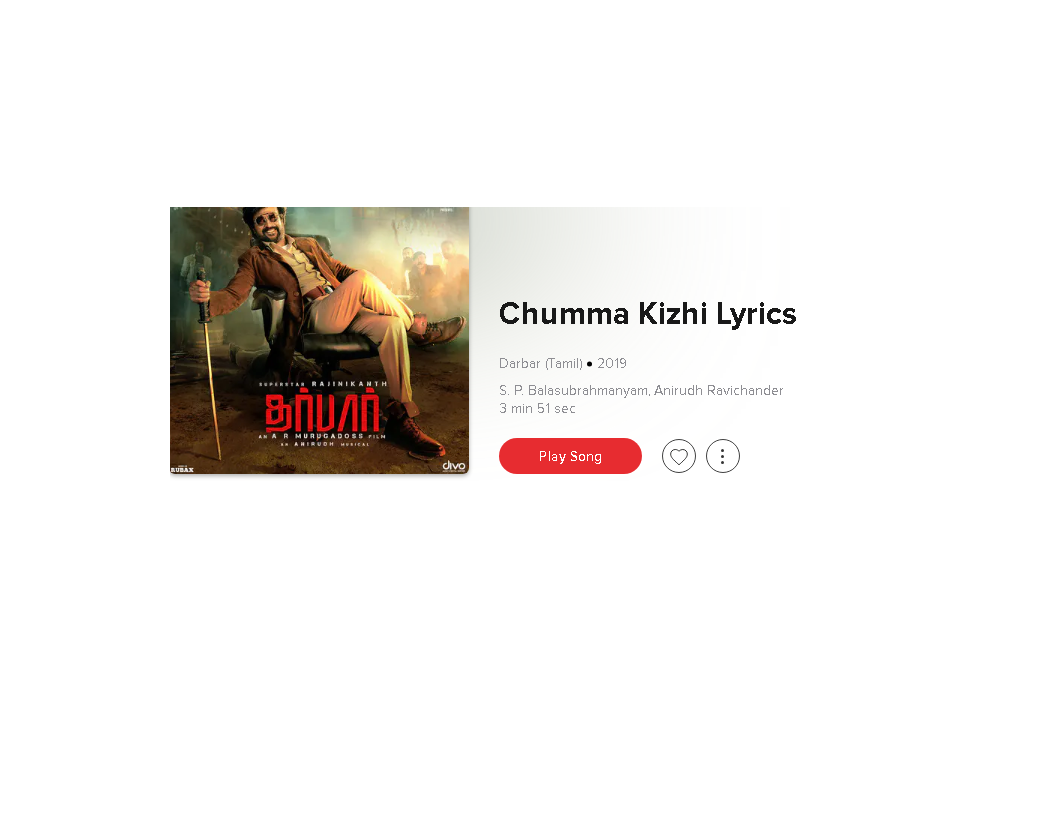 SUPERSTAR RAJINIKANTH
தர்பார்
AN A R MURUGADOSS FILM
AN ANIRUDH MUSICAL
RUBAX
divo
Chumma Kizhi Lyrics
Darbar (Tamil) • 2019
S. P. Balasubrahmanyam, Anirudh Ravichander
3 min 51 sec
Play Song